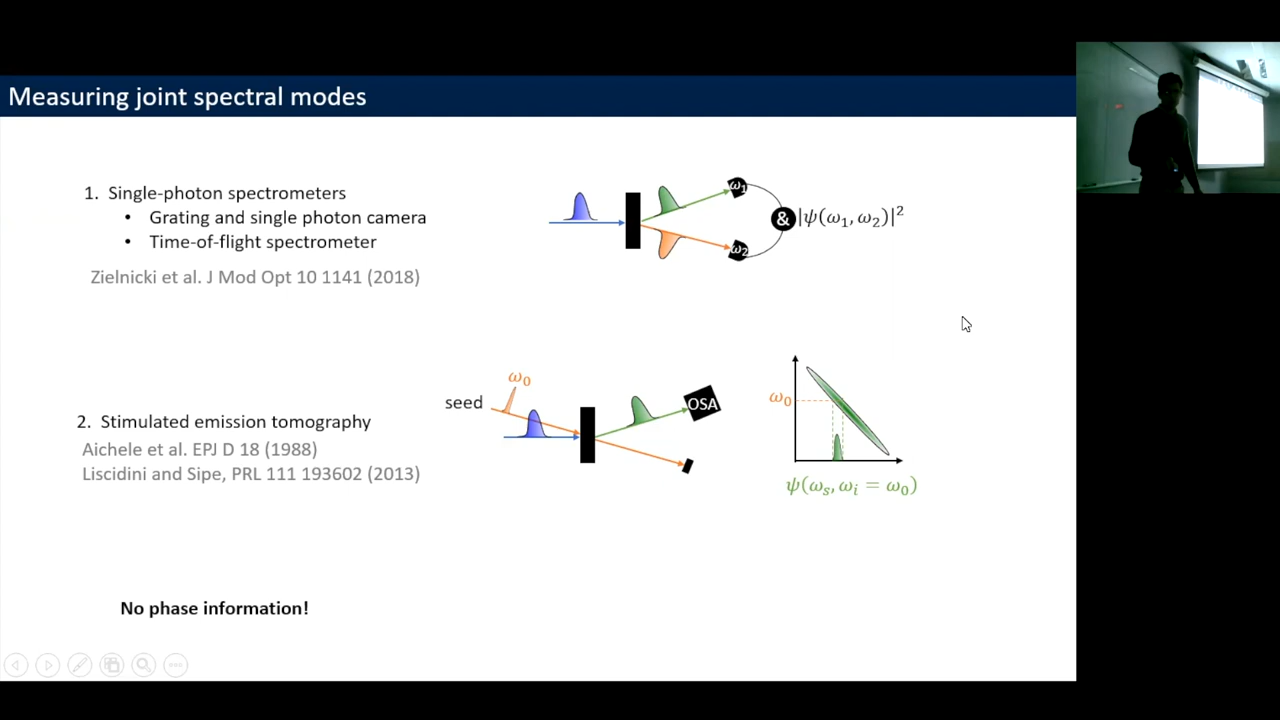 Measuring joint spectral modes
1. Single-photon spectrometers
• Grating and single photon camera
• Time-of-flight spectrometer
Zielnicki et al. J Mod Opt 10 1141 (2018)
ω₁
ω₂
& |ψ(ω₁, ω₂)|²
2. Stimulated emission tomography
Aichele et al. EPJ D 18 (1988)
Liscidini and Sipe, PRL 111 193602 (2013)
ω₀
seed
OSA
ω₀
ψ(ωₛ, ωᵢ = ω₀)
No phase information!